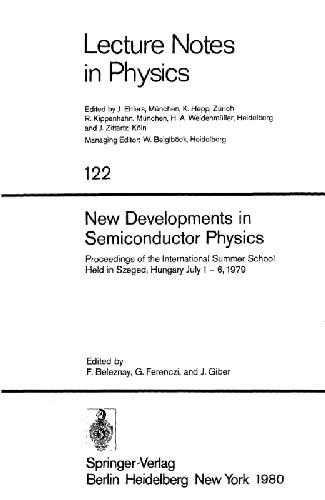 Lecture Notes
in Physics
Edited by J. Ehlers, München, K. Hepp, Zürich
R. Kippenhahn, München, H. A. Weidenmüller, Heidelberg
and J. Zittartz, Köln
Managing Editor: W. Beiglböck, Heidelberg
122
New Developments in
Semiconductor Physics
Proceedings of the International Summer School
Held in Szeged, Hungary July 1 – 6, 1979
Edited by
F. Beleznay, G. Ferenczi, and J. Giber
Springer-Verlag
Berlin Heidelberg New York 1980